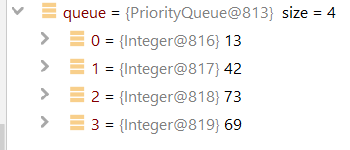 queue = {PriorityQueue@813} size = 4
0 = {Integer@816} 13
1 = {Integer@817} 42
2 = {Integer@818} 73
3 = {Integer@819} 69